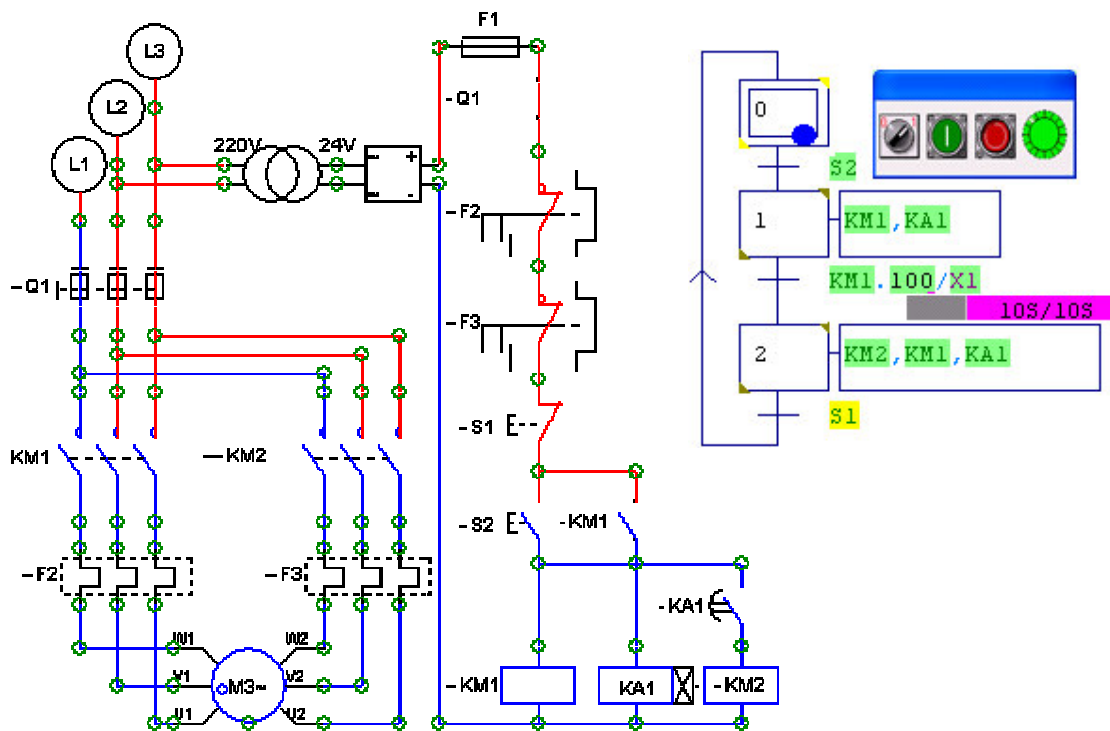 L3
L2
L1
F1
-Q1
220V
24V
+
-F2
-Q1
-F3
-S1
KM1
-KM2
-S2
-KM1
-F2
-F3
-KA1
W1
W2
V1
M3~
V2
U1
U2
-KM1
KA1
-KM2
0
S2
0 1
1
KM1,KA1
KM1.100/X1
10S/10S
2
KM2,KM1,KA1
S1